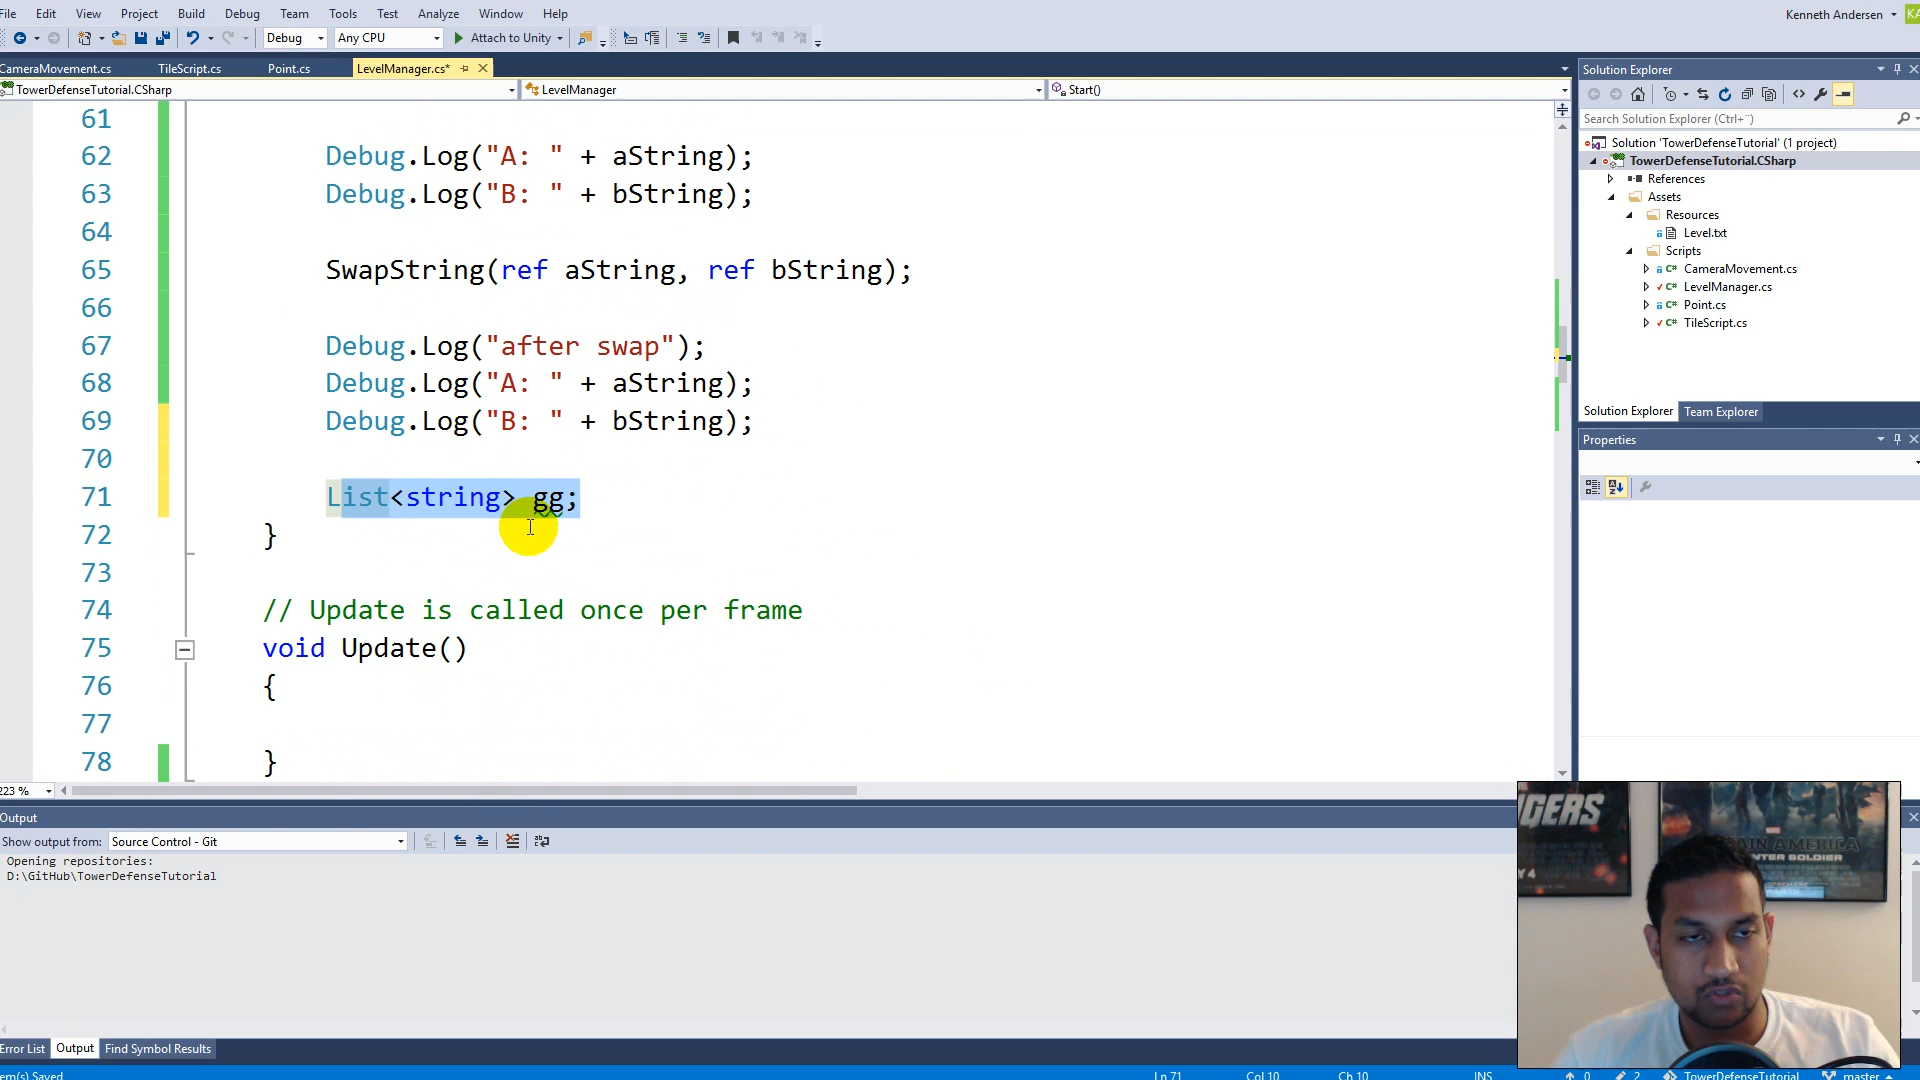 File Edit View Project Build Debug Team Tools Test Analyze Window Help
Kenneth Andersen KA
Debug Any CPU Attach to Unity
CameraMovement.cs TileScript.cs Point.cs LevelManager.cs*
TowerDefenseTutorial.CSharp LevelManager Start()
61
62 Debug.Log("A: " + aString);
63 Debug.Log("B: " + bString);
64
65 SwapString(ref aString, ref bString);
66
67 Debug.Log("after swap");
68 Debug.Log("A: " + aString);
69 Debug.Log("B: " + bString);
70
71 List<string> gg;
72 }
73
74 // Update is called once per frame
75 void Update()
76 {
77
78 }
223 %
Solution Explorer
Search Solution Explorer (Ctrl+¨)
Solution 'TowerDefenseTutorial' (1 project)
TowerDefenseTutorial.CSharp
References
Assets
Resources
Level.txt
Scripts
CameraMovement.cs
LevelManager.cs
Point.cs
TileScript.cs
Solution Explorer Team Explorer
Properties
Output
Show output from: Source Control - Git
Opening repositories:
D:\GitHub\TowerDefenseTutorial
Error List Output Find Symbol Results
em(s) Saved Ln 71 Col 10 Ch 10 INS 0 2 TowerDefenseTutorial master